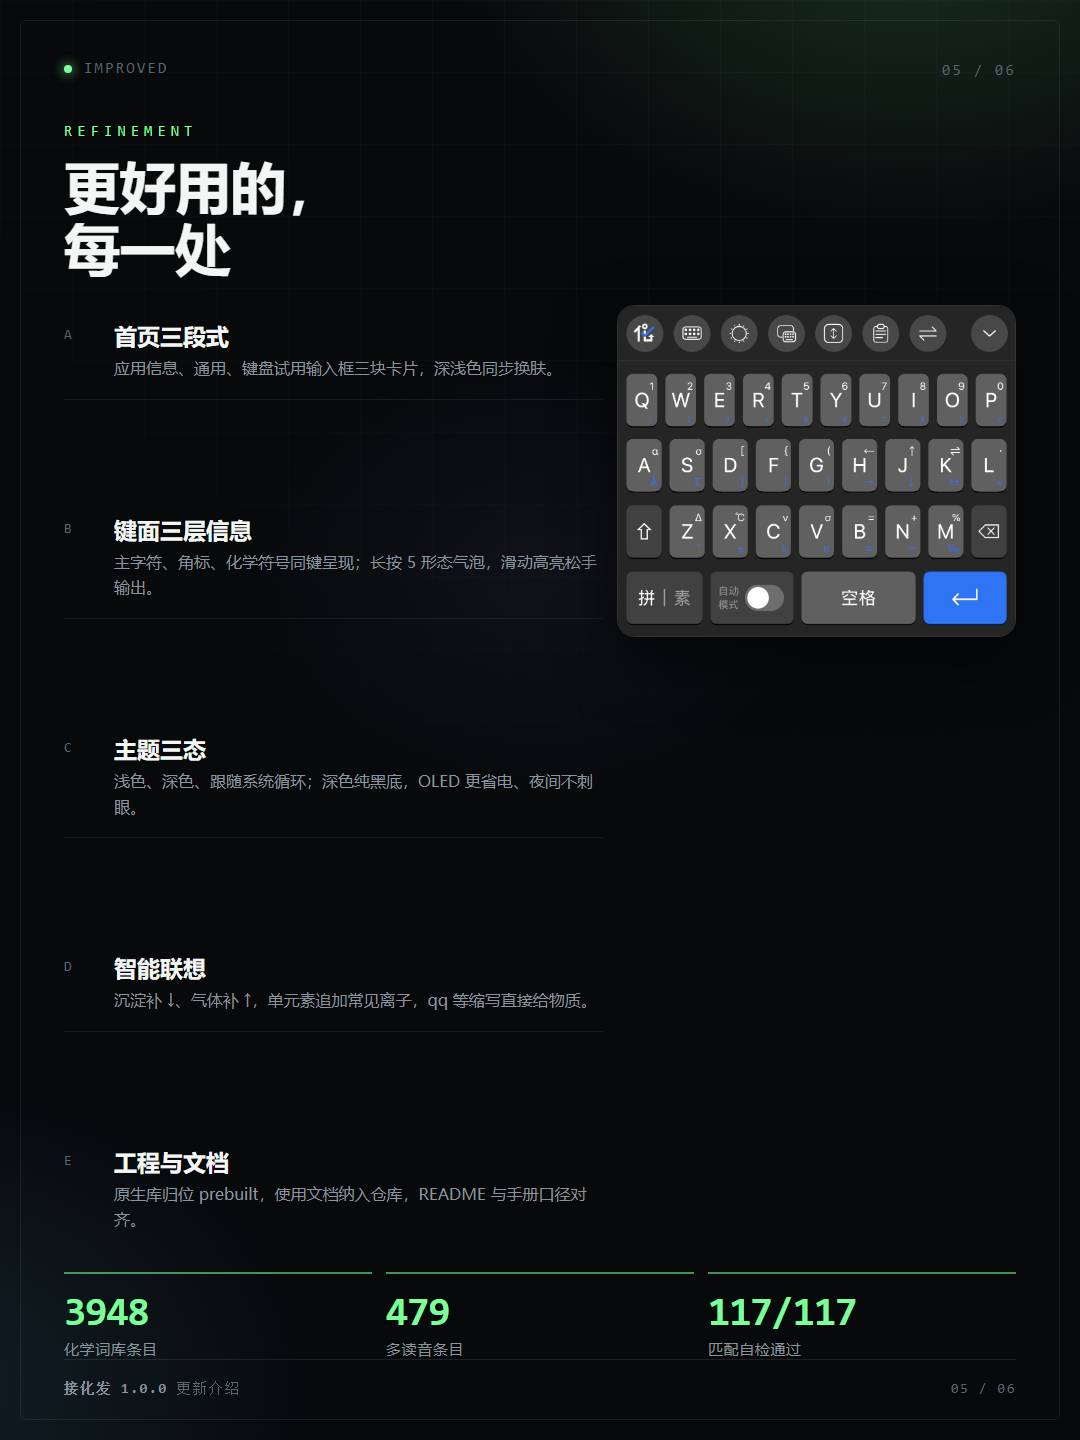 IMPROVED
05 / 06
REFINEMENT
更好用的，
每一处
A
首页三段式
应用信息、通用、键盘试用输入框三块卡片，深浅色同步换肤。
B
键面三层信息
主字符、角标、化学符号同键呈现；长按 5 形态气泡，滑动高亮松手
输出。
C
主题三态
浅色、深色、跟随系统循环；深色纯黑底，OLED 更省电、夜间不刺
眼。
D
智能联想
沉淀补 ↓、气体补 ↑，单元素追加常见离子，qq 等缩写直接给物质。
E
工程与文档
原生库归位 prebuilt，使用文档纳入仓库，README 与手册口径对
齐。
Q 1 W 2 E 3 R 4 T 5 Y 6 U 7 I 8 O 9 P 0
A α S σ D [ F { G ( H ← J ↑ K ⇌ L ·
Z Δ X ℃ C ν V σ B = N + M %
拼 | 素
自动
模式
空格
3948
化学词库条目
479
多读音条目
117/117
匹配自检通过
接化发 1.0.0 更新介绍
05 / 06